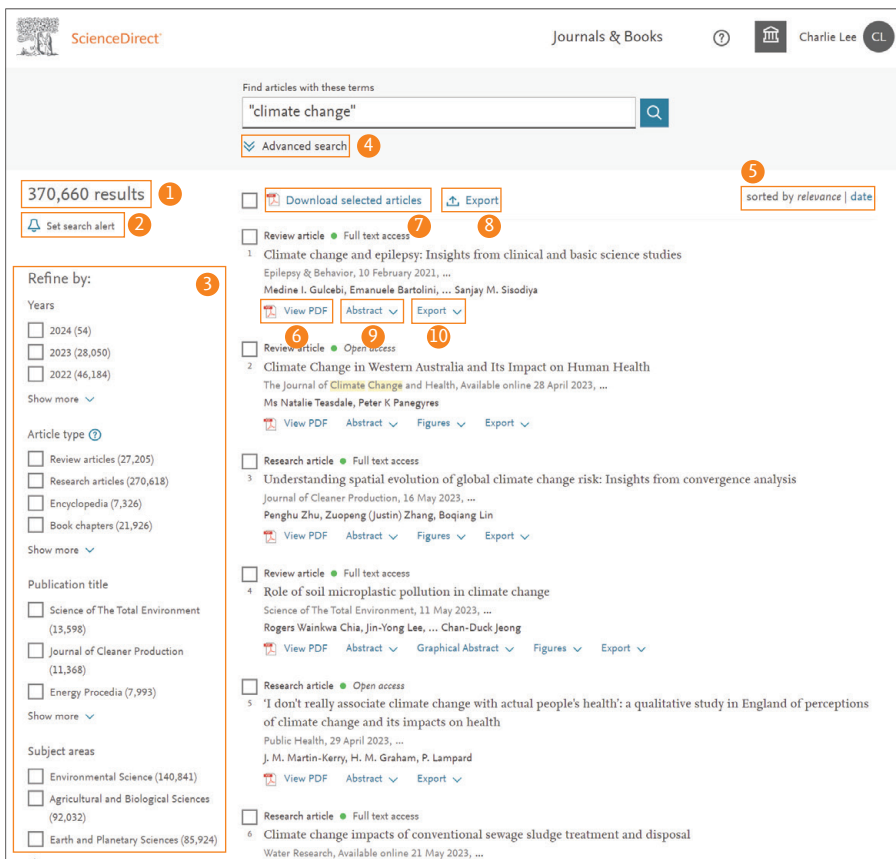 ScienceDirect
Journals & Books
?
Charlie Lee
CL
Find articles with these terms
"climate change"
Advanced search
4
370,660 results
1
Set search alert
2
Download selected articles
7
Export
8
5
sorted by relevance | date
Refine by:
3
Years
2024 (54)
2023 (28,050)
2022 (46,184)
Show more
Article type ?
Review articles (27,205)
Research articles (270,618)
Encyclopedia (7,326)
Book chapters (21,926)
Show more
Publication title
Science of The Total Environment
(13,598)
Journal of Cleaner Production
(11,368)
Energy Procedia (7,993)
Show more
Subject areas
Environmental Science (140,841)
Agricultural and Biological Sciences
(92,032)
Earth and Planetary Sciences (85,924)
Review article Full text access
1 Climate change and epilepsy: Insights from clinical and basic science studies
Epilepsy & Behavior, 10 February 2021, ...
Medine I. Gulcebi, Emanuele Bartolini, ... Sanjay M. Sisodiya
View PDF Abstract Export
6 9 10
Review article Open access
2 Climate Change in Western Australia and Its Impact on Human Health
The Journal of Climate Change and Health, Available online 28 April 2023, ...
Ms Natalie Teasdale, Peter K Panegyres
View PDF Abstract Figures Export
Research article Full text access
3 Understanding spatial evolution of global climate change risk: Insights from convergence analysis
Journal of Cleaner Production, 16 May 2023, ...
Penghu Zhu, Zuopeng (Justin) Zhang, Boqiang Lin
View PDF Abstract Figures Export
Review article Full text access
4 Role of soil microplastic pollution in climate change
Science of The Total Environment, 11 May 2023, ...
Rogers Wainkwa Chia, Jin-Yong Lee, ... Chan-Duck Jeong
View PDF Abstract Graphical Abstract Figures Export
Research article Open access
5 'I don't really associate climate change with actual people's health': a qualitative study in England of perceptions
of climate change and its impacts on health
Public Health, 29 April 2023, ...
J. M. Martin-Kerry, H. M. Graham, P. Lampard
View PDF Abstract Export
Research article Full text access
6 Climate change impacts of conventional sewage sludge treatment and disposal
Water Research, Available online 21 May 2023, ...